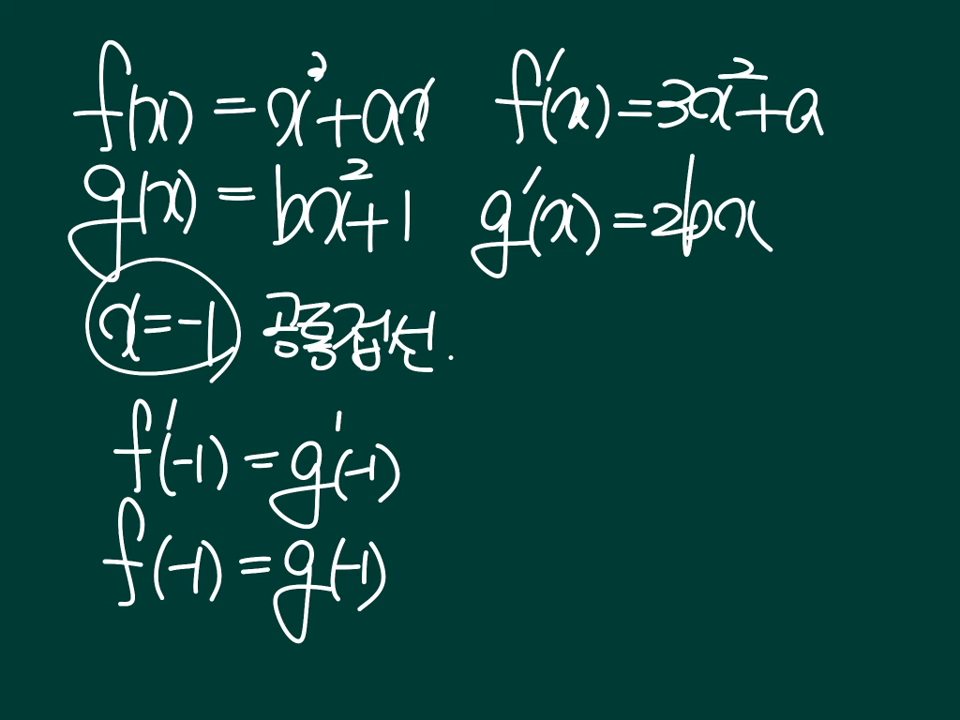 f(x) = x³+ax f'(x) = 3x²+a
g(x) = bx²+1 g'(x) = 2bx
x=-1, 공통접선.
f'(-1) = g'(-1)
f(-1) = g(-1)